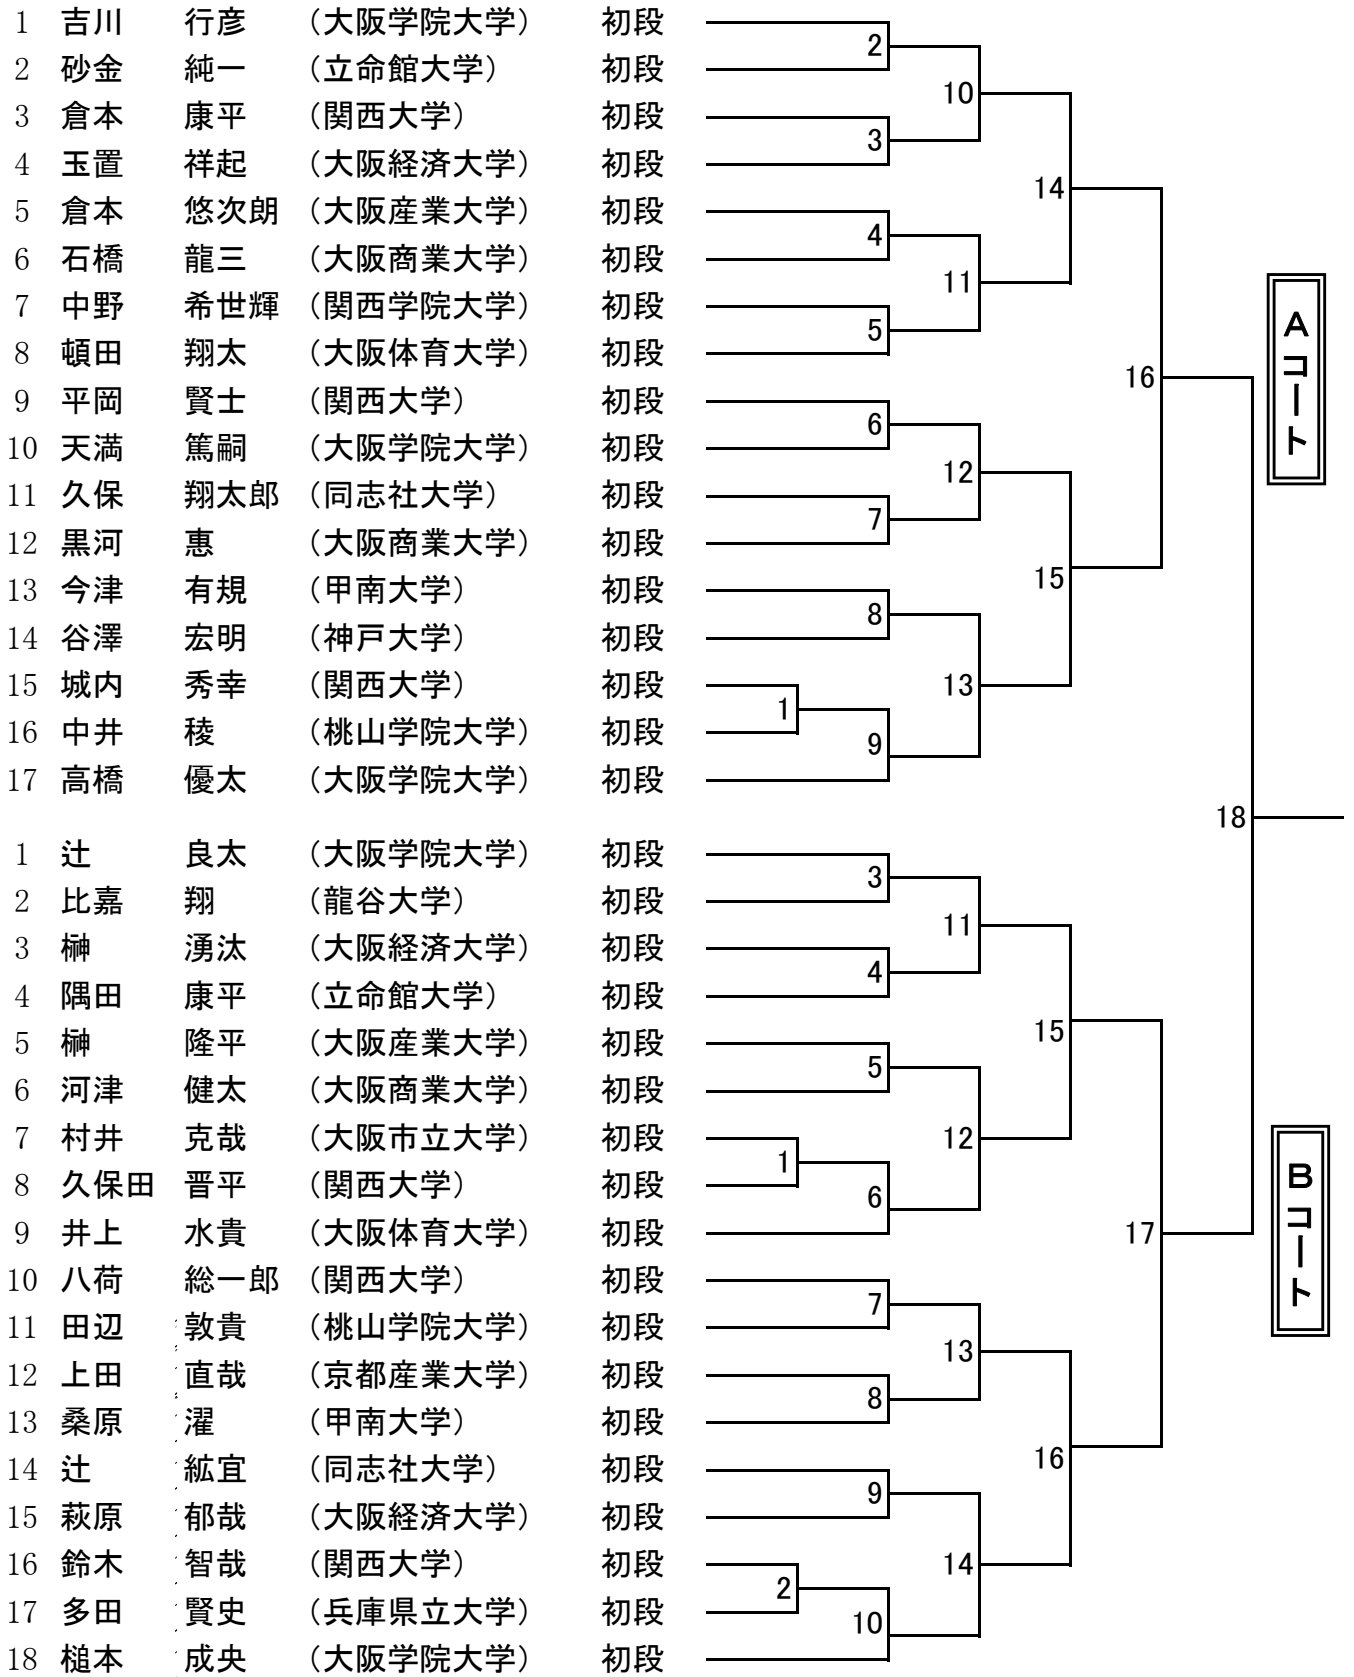 1 吉川 行彦 （大阪学院大学） 初段
2 砂金 純一 （立命館大学） 初段
3 倉本 康平 （関西大学） 初段
4 玉置 祥起 （大阪経済大学） 初段
5 倉本 悠次朗 （大阪産業大学） 初段
6 石橋 龍三 （大阪商業大学） 初段
7 中野 希世輝 （関西学院大学） 初段
8 頓田 翔太 （大阪体育大学） 初段
9 平岡 賢士 （関西大学） 初段
10 天満 篤嗣 （大阪学院大学） 初段
11 久保 翔太郎 （同志社大学） 初段
12 黒河 惠 （大阪商業大学） 初段
13 今津 有規 （甲南大学） 初段
14 谷澤 宏明 （神戸大学） 初段
15 城内 秀幸 （関西大学） 初段
16 中井 稜 （桃山学院大学） 初段
17 高橋 優太 （大阪学院大学） 初段
2
3
4
5
6
7
8
1
9
10
11
12
13
14
15
16
Aコート
18
1 辻 良太 （大阪学院大学） 初段
2 比嘉 翔 （龍谷大学） 初段
3 榊 湧汰 （大阪経済大学） 初段
4 隅田 康平 （立命館大学） 初段
5 榊 隆平 （大阪産業大学） 初段
6 河津 健太 （大阪商業大学） 初段
7 村井 克哉 （大阪市立大学） 初段
8 久保田 晋平 （関西大学） 初段
9 井上 水貴 （大阪体育大学） 初段
10 八荷 総一郎 （関西大学） 初段
11 田辺 敦貴 （桃山学院大学） 初段
12 上田 直哉 （京都産業大学） 初段
13 桑原 濯 （甲南大学） 初段
14 辻 紘宜 （同志社大学） 初段
15 萩原 郁哉 （大阪経済大学） 初段
16 鈴木 智哉 （関西大学） 初段
17 多田 賢史 （兵庫県立大学） 初段
18 槌本 成央 （大阪学院大学） 初段
3
4
5
1
6
7
8
9
2
10
11
12
13
14
15
16
17
Bコート